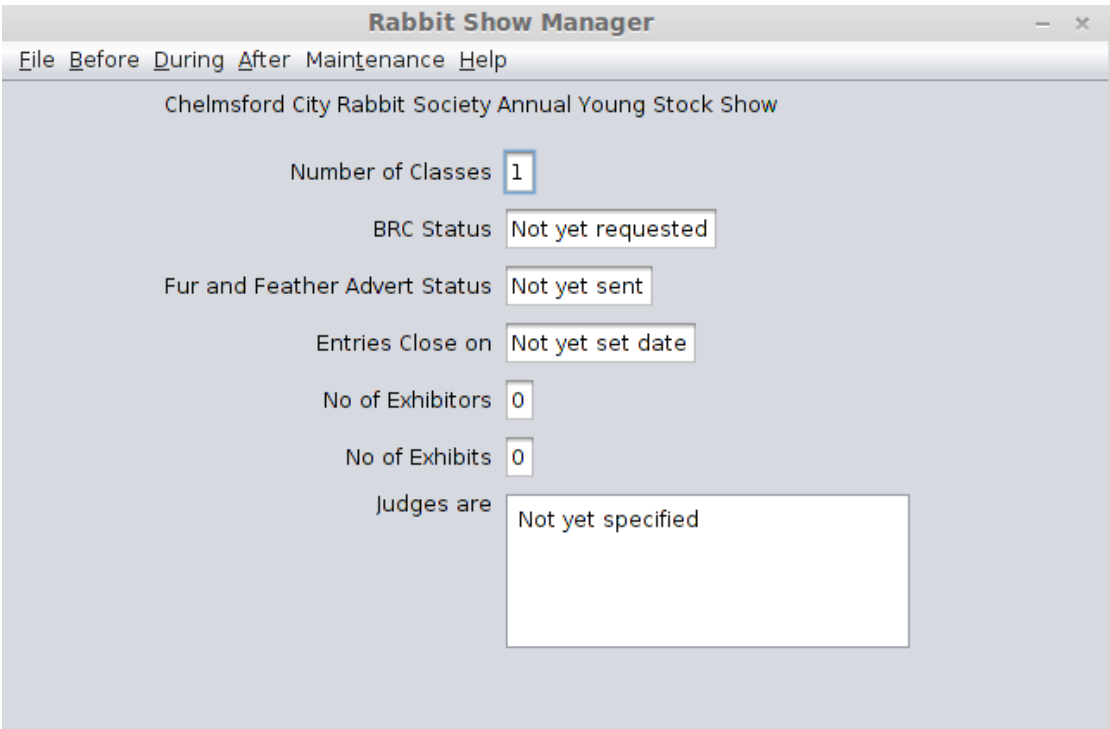 Rabbit Show Manager
File Before During After Maintenance Help
Chelmsford City Rabbit Society Annual Young Stock Show
Number of Classes 1
BRC Status Not yet requested
Fur and Feather Advert Status Not yet sent
Entries Close on Not yet set date
No of Exhibitors 0
No of Exhibits 0
Judges are Not yet specified